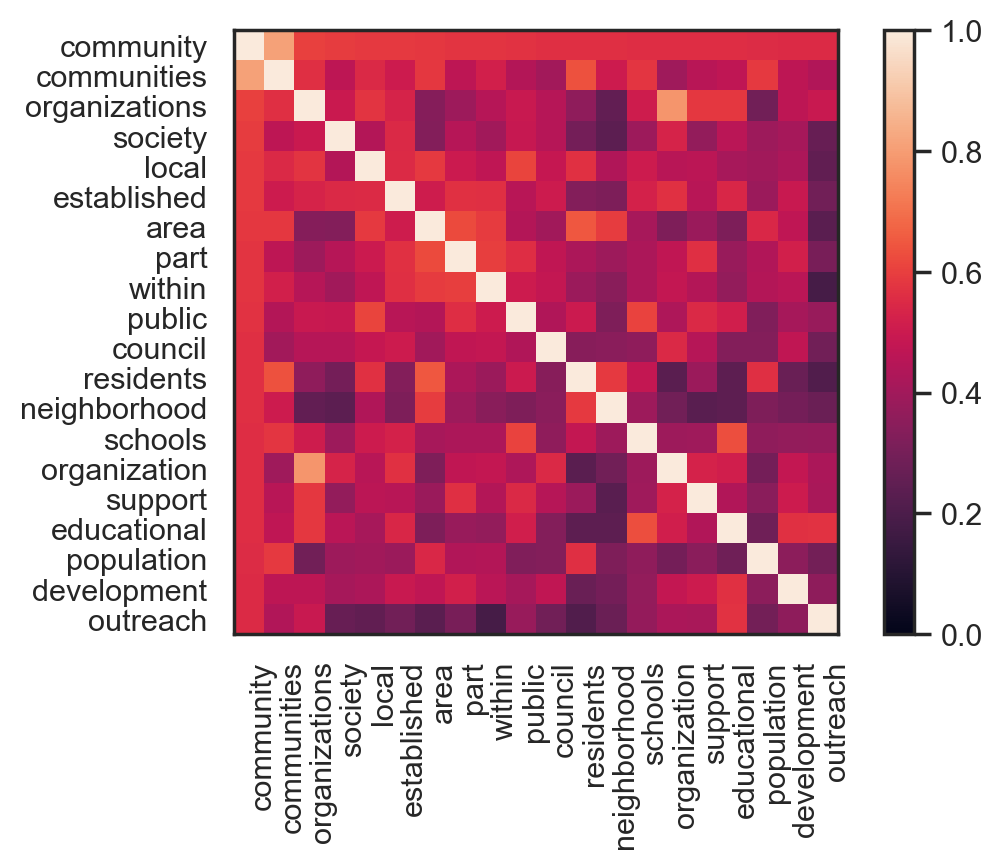 community
communities
organizations
society
local
established
area
part
within
public
council
residents
neighborhood
schools
organization
support
educational
population
development
outreach
community
communities
organizations
society
local
established
area
part
within
public
council
residents
neighborhood
schools
organization
support
educational
population
development
outreach
1.0
0.8
0.6
0.4
0.2
0.0